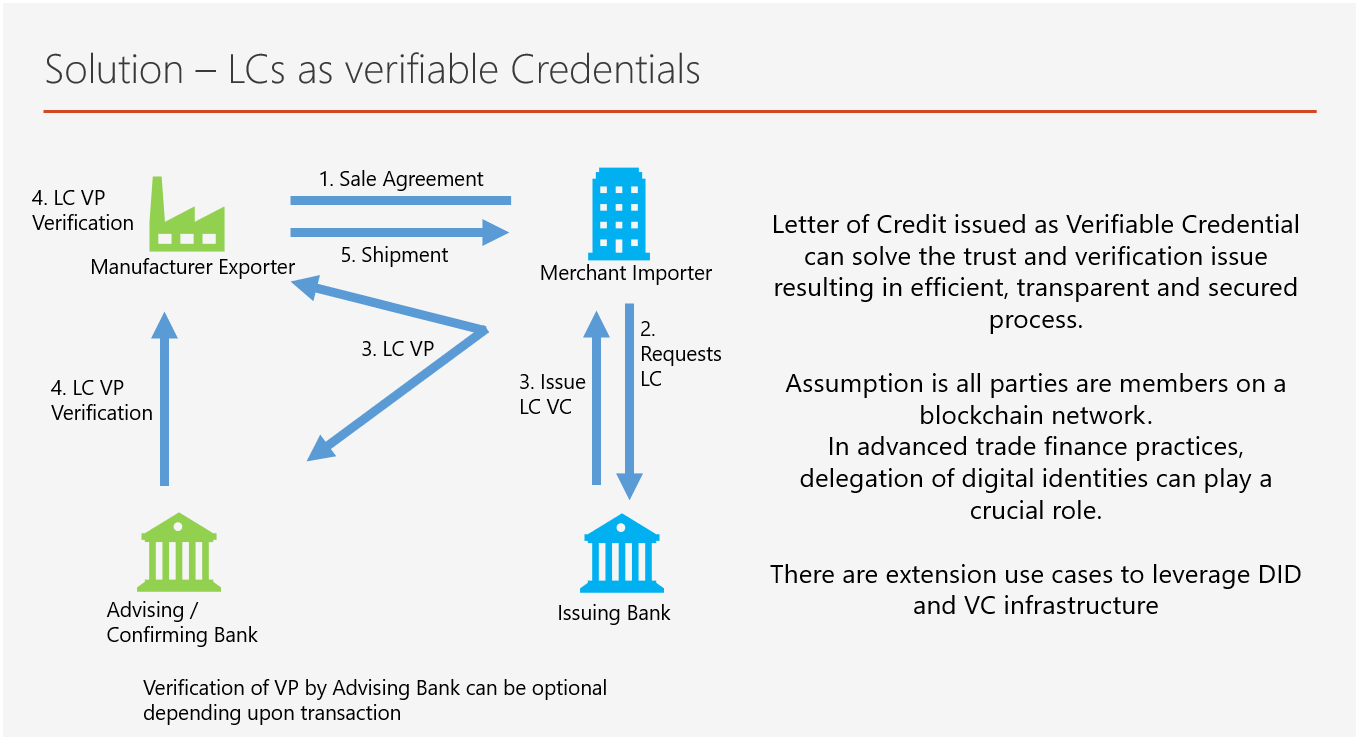 Solution – LCs as verifiable Credentials
4. LC VP
Verification
Manufacturer Exporter
1. Sale Agreement
5. Shipment
Merchant Importer
3. LC VP
2.
Requests
LC
3. Issue
LC VC
4. LC VP
Verification
Advising /
Confirming Bank
Issuing Bank
Verification of VP by Advising Bank can be optional
depending upon transaction
Letter of Credit issued as Verifiable Credential
can solve the trust and verification issue
resulting in efficient, transparent and secured
process.
Assumption is all parties are members on a
blockchain network.
In advanced trade finance practices,
delegation of digital identities can play a
crucial role.
There are extension use cases to leverage DID
and VC infrastructure